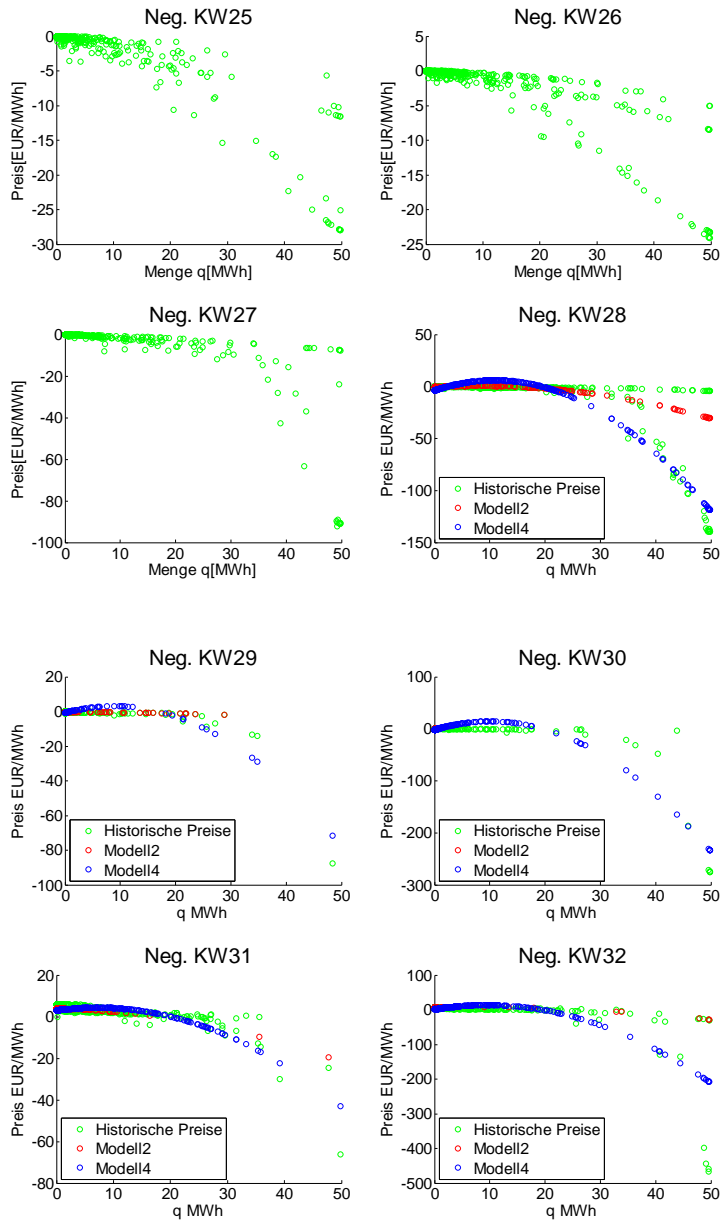 Neg. KW25
0
-5
-10
-15
-20
-25
-30
0 10 20 30 40 50
Menge q[MWh]
Preis[EUR/MWh]
Neg. KW26
5
0
-5
-10
-15
-20
-25
0 10 20 30 40 50
Menge q[MWh]
Preis[EUR/MWh]
Neg. KW27
0
-20
-40
-60
-80
-100
0 10 20 30 40 50
Menge q[MWh]
Preis[EUR/MWh]
Neg. KW28
50
0
-50
-100
-150
0 10 20 30 40 50
q MWh
Preis EUR/MWh
Historische Preise
Modell2
Modell4
Neg. KW29
20
0
-20
-40
-60
-80
-100
0 10 20 30 40 50
q MWh
Preis EUR/MWh
Historische Preise
Modell2
Modell4
Neg. KW30
100
0
-100
-200
-300
0 10 20 30 40 50
q MWh
Preis EUR/MWh
Historische Preise
Modell2
Modell4
Neg. KW31
20
0
-20
-40
-60
-80
0 10 20 30 40 50
q MWh
Preis EUR/MWh
Historische Preise
Modell2
Modell4
Neg. KW32
100
0
-100
-200
-300
-400
-500
0 10 20 30 40 50
q MWh
Preis EUR/MWh
Historische Preise
Modell2
Modell4